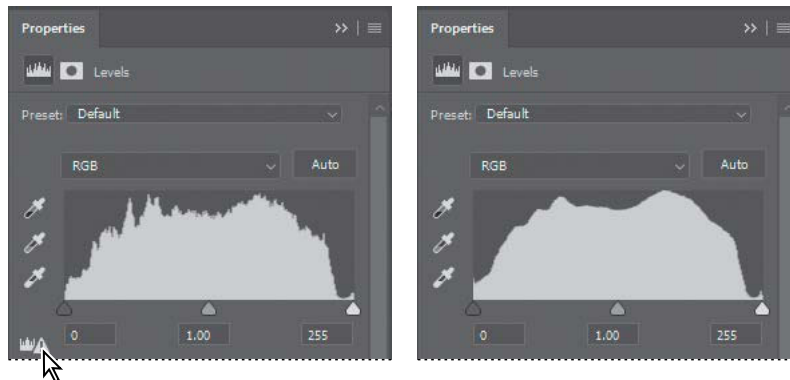 Properties
Levels
Preset: Default
RGB
Auto
0
1.00
255
Properties
Levels
Preset: Default
RGB
Auto
0
1.00
255